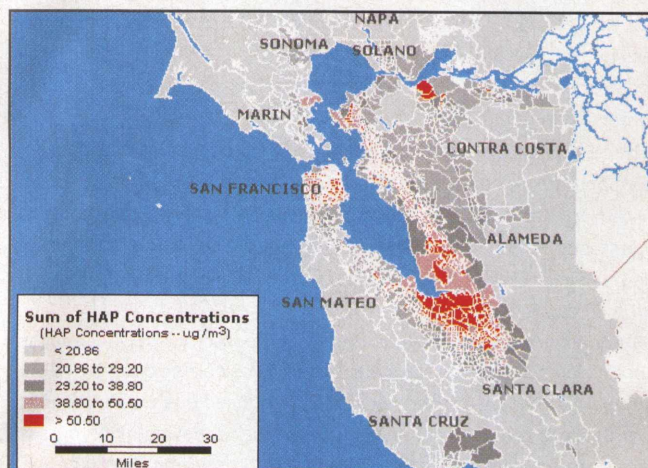 NAPA
SONOMA
SOLANO
MARIN
CONTRA COSTA
SAN FRANCISCO
ALAMEDA
SAN MATEO
SANTA CLARA
SANTA CRUZ
Sum of HAP Concentrations
(HAP Concentrations -- ug/m3)
< 20.86
20.86 to 29.20
29.20 to 38.80
38.80 to 50.50
> 50.50
0 10 20 30
Miles